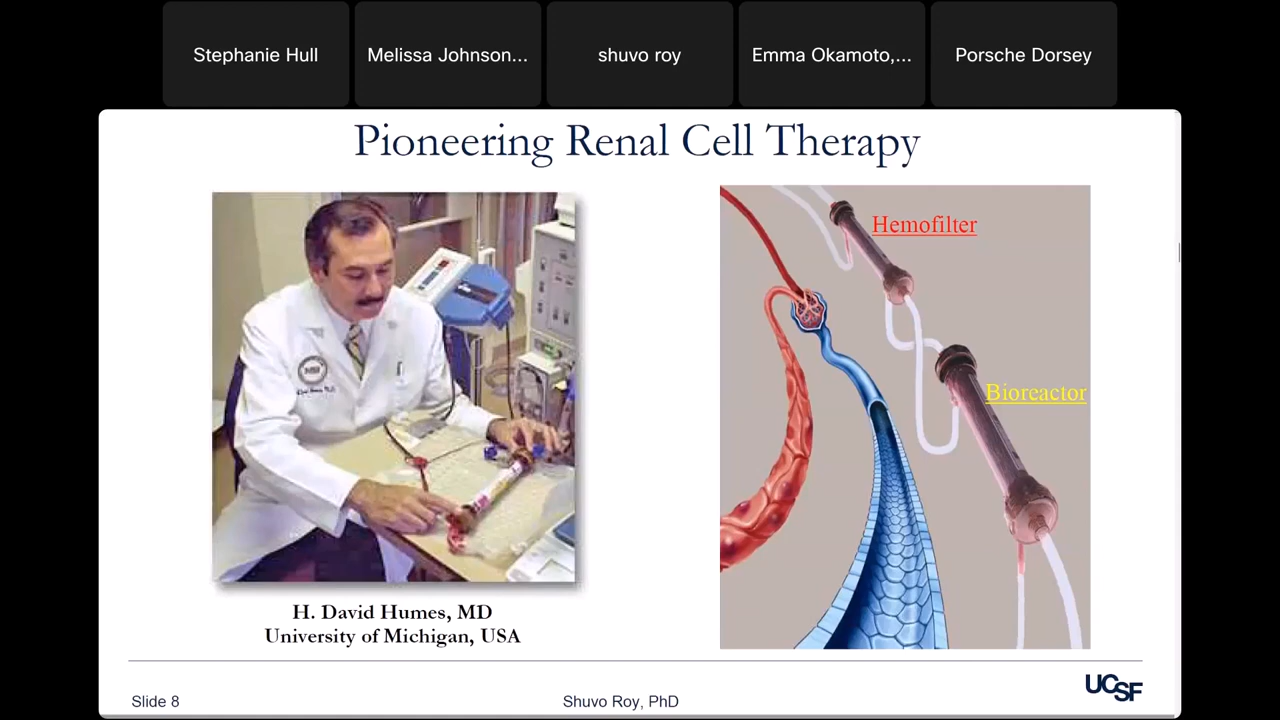 Stephanie Hull
Melissa Johnson...
shuvo roy
Emma Okamoto,...
Porsche Dorsey
Pioneering Renal Cell Therapy
Hemofilter
Bioreactor
H. David Humes, MD
University of Michigan, USA
Slide 8
Shuvo Roy, PhD
UCSF